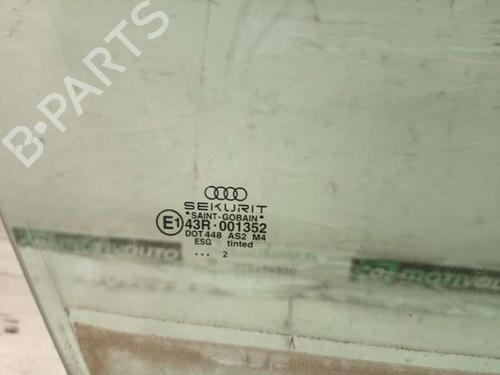 B-PARTS
SEKURIT
"SAINT-GOBAIN"
E1 43R-001352
DOT 448 AS2 M4
ESG tinted
... 2